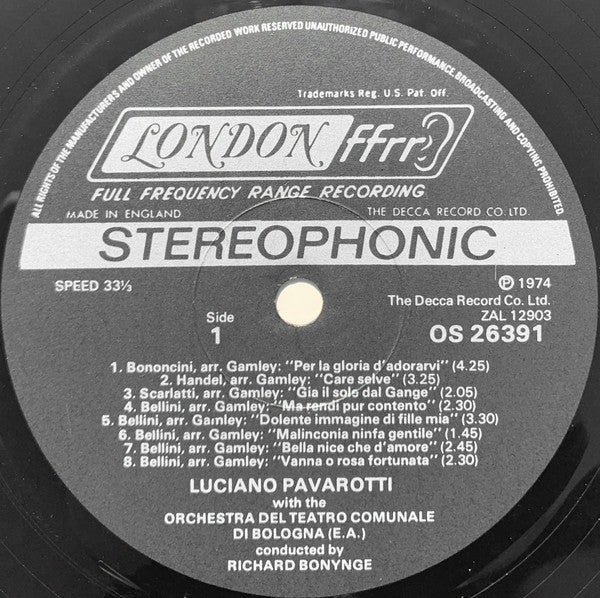 ALL RIGHTS OF THE MANUFACTURERS AND OWNER OF THE RECORDED WORK RESERVED UNAUTHORIZED PUBLIC PERFORMANCE BROADCASTING AND COPYING PROHIBITED
Trademarks Reg. U.S. Pat. Off.
LONDON ffrr
FULL FREQUENCY RANGE RECORDING
MADE IN ENGLAND THE DECCA RECORD CO. LTD.
STEREOPHONIC
SPEED 33⅓ ℗ 1974
The Decca Record Co. Ltd.
Side ZAL 12903
1 OS 26391
1. Bononcini, arr. Gamley: "Per la gloria d'adorarvi" (4.25)
2. Handel, arr. Gamley: "Care selve" (3.25)
3. Scarlatti, arr. Gamley: "Gia il sole dal Gange" (2.05)
4. Bellini, arr. Gamley: "Ma rendi pur contento" (2.30)
5. Bellini, arr. Gamley: "Dolente immagine di fille mia" (3.30)
6. Bellini, arr. Gamley: "Malinconia ninfa gentile" (1.45)
7. Bellini, arr. Gamley: "Bella nice che d'amore" (2.45)
8. Bellini, arr. Gamley: "Vanna o rosa fortunata" (2.30)
LUCIANO PAVAROTTI
with the
ORCHESTRA DEL TEATRO COMUNALE
DI BOLOGNA (E.A.)
conducted by
RICHARD BONYNGE